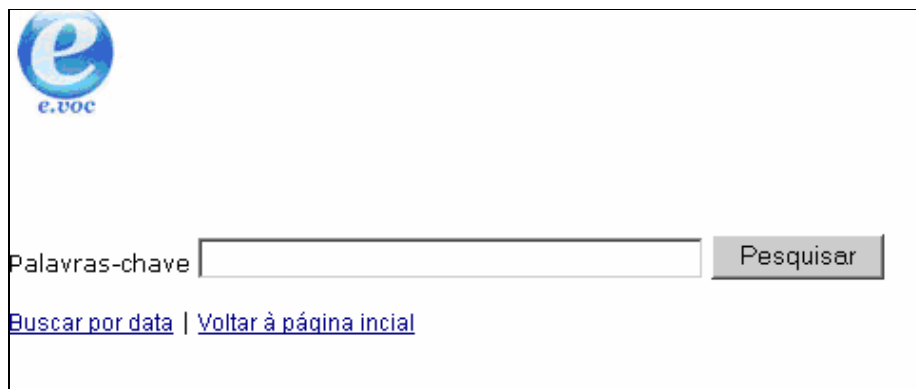 e
e.voc
Palavras-chave Pesquisar
Buscar por data | Voltar à página incial